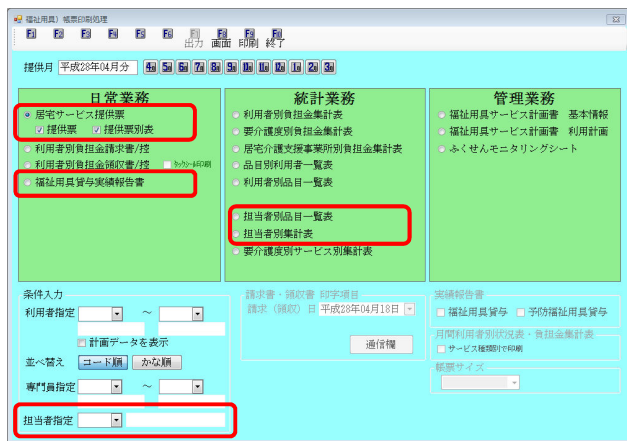 福祉用具）帳票印刷処理
F1 F2 F3 F4 F5 F6 F7 F8 F9 F10
出力 画面 印刷 終了
提供月 平成28年04月分 4月 5月 6月 7月 8月 9月 10月 11月 12月 1月 2月 3月
日常業務
居宅サービス提供票
提供票 提供票別表
利用者別負担金請求書/控
利用者別負担金領収書/控
福祉用具貸与実績報告書
統計業務
利用者別負担金集計表
要介護度別負担金集計表
居宅介護支援事業所別負担金集計表
品目別利用者一覧表
利用者別品目一覧表
担当者別品目一覧表
担当者別集計表
要介護度別サービス別集計表
管理業務
福祉用具サービス計画書 基本情報
福祉用具サービス計画書 利用計画
ふくせんモニタリングシート
条件入力
利用者指定 ～
計画データを表示
並べ替え コード順 かな順
専門員指定 ～
担当者指定
請求書・領収書 印字項目
請求（領収）日 平成28年04月18日
通信欄
実績報告書
福祉用具貸与 予防福祉用具貸与
月間利用者別状況表・負担金集計表
サービス種類別で印刷
帳票サイズ